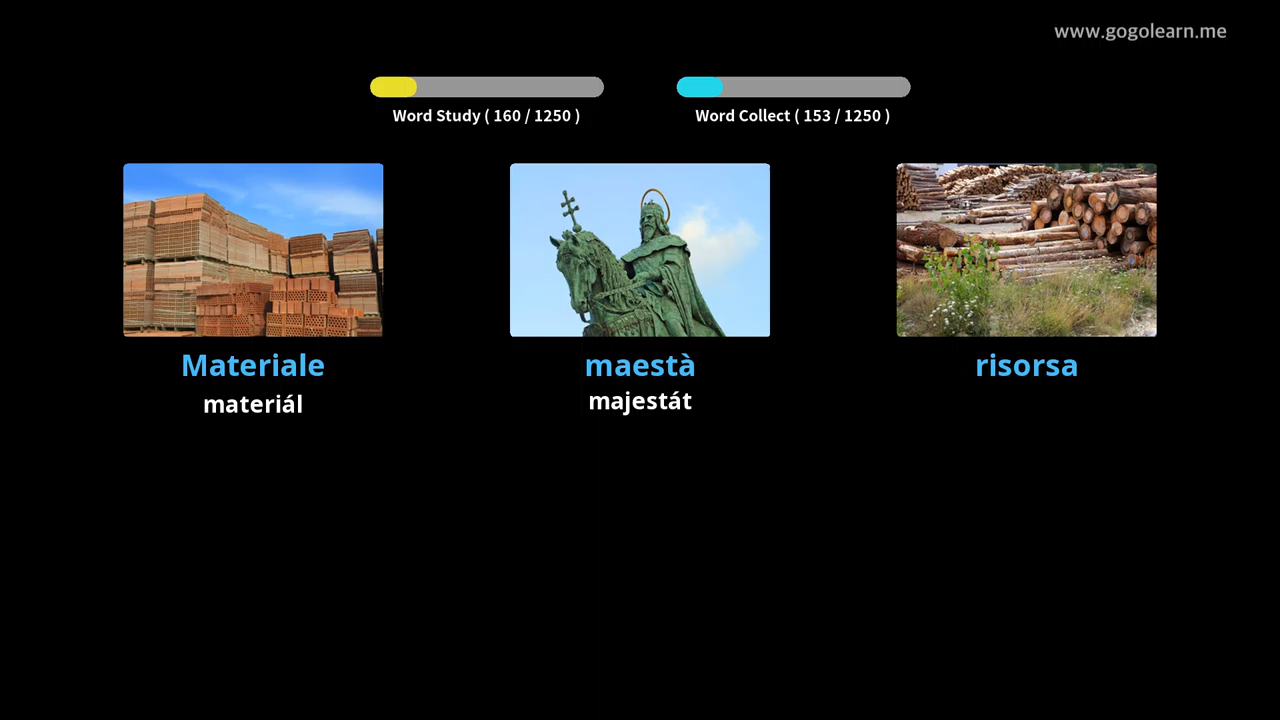 www.gogolearn.me
Word Study ( 160 / 1250 )
Word Collect ( 153 / 1250 )
Materiale
materiál
maestà
majestát
risorsa